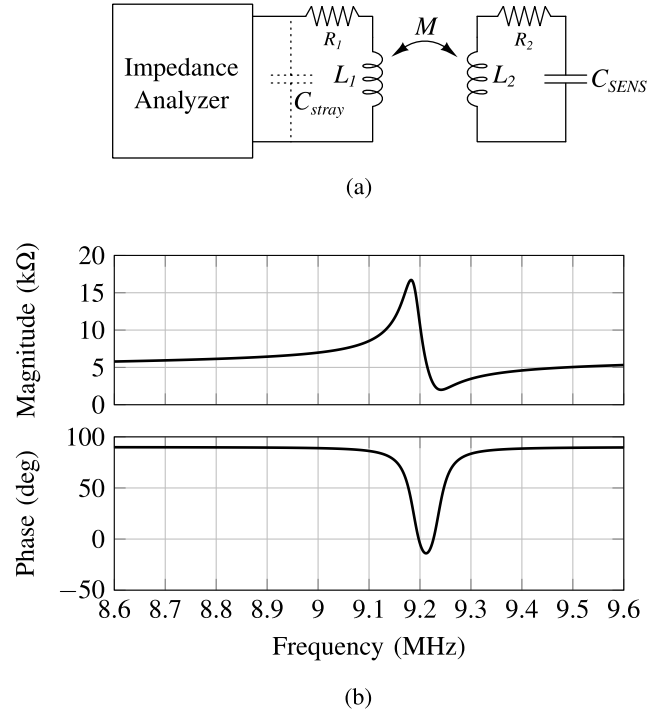 Impedance
Analyzer
R1
L1
Cstray
M
R2
L2
CSENS
(a)
Magnitude (kΩ)
20
15
10
5
0
Phase (deg)
100
50
0
−50
8.6 8.7 8.8 8.9 9 9.1 9.2 9.3 9.4 9.5 9.6
Frequency (MHz)
(b)